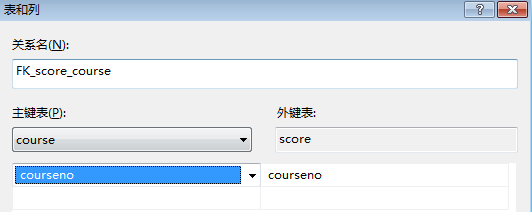 表和列
关系名(N):
FK_score_course
主键表(P): 外键表:
course score
courseno courseno